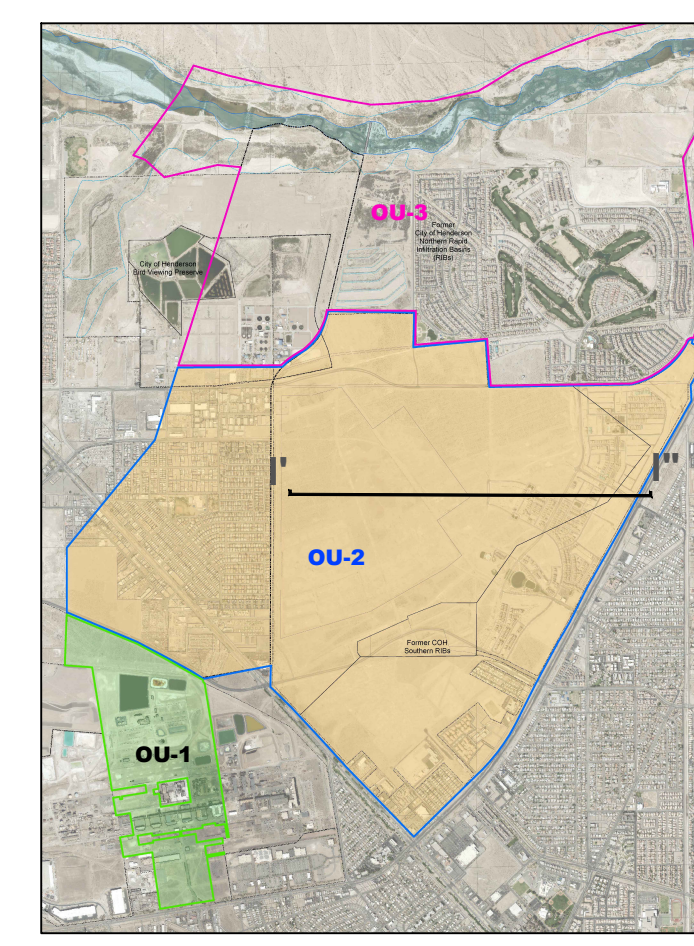 OU-3
Former
City of Henderson
Northern Rapid
Infiltration Basins
(RIBs)
City of Henderson
Bird Viewing Preserve
I'
I"
OU-2
Former COH
Southern RIBs
OU-1